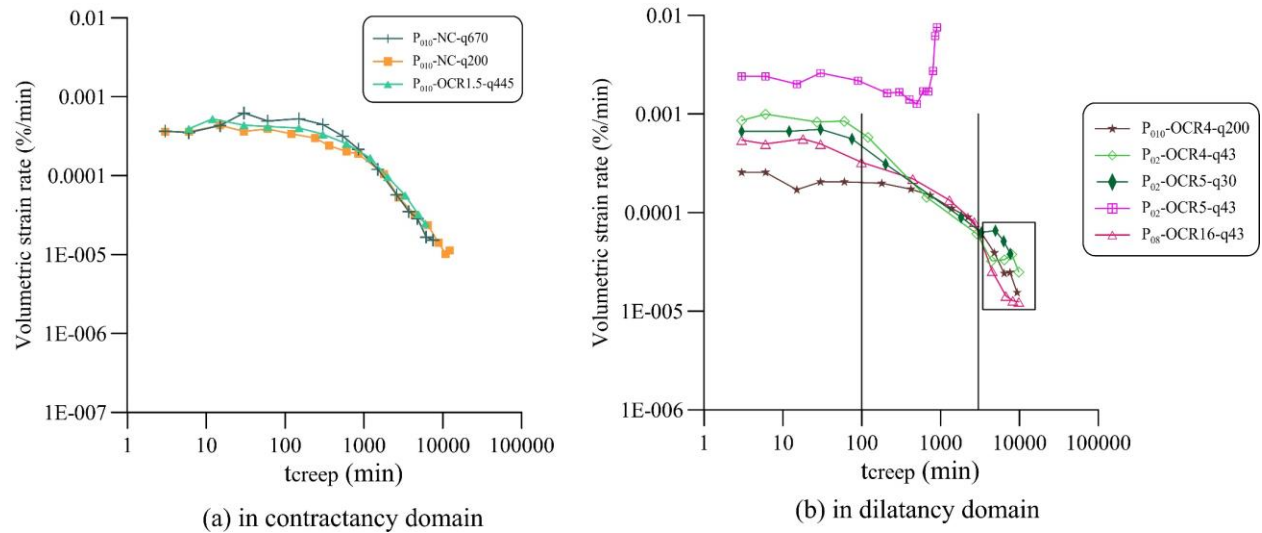 0.01
0.001
0.0001
1E-005
1E-006
1E-007
Volumetric strain rate (%/min)
P010-NC-q670
P010-NC-q200
P010-OCR1.5-q445
1 10 100 1000 10000 100000
tcreep (min)
(a) in contractancy domain
0.01
0.001
0.0001
1E-005
1E-006
Volumetric strain rate (%/min)
1 10 100 1000 10000 100000
tcreep (min)
(b) in dilatancy domain
P010-OCR4-q200
P02-OCR4-q43
P02-OCR5-q30
P02-OCR5-q43
P08-OCR16-q43